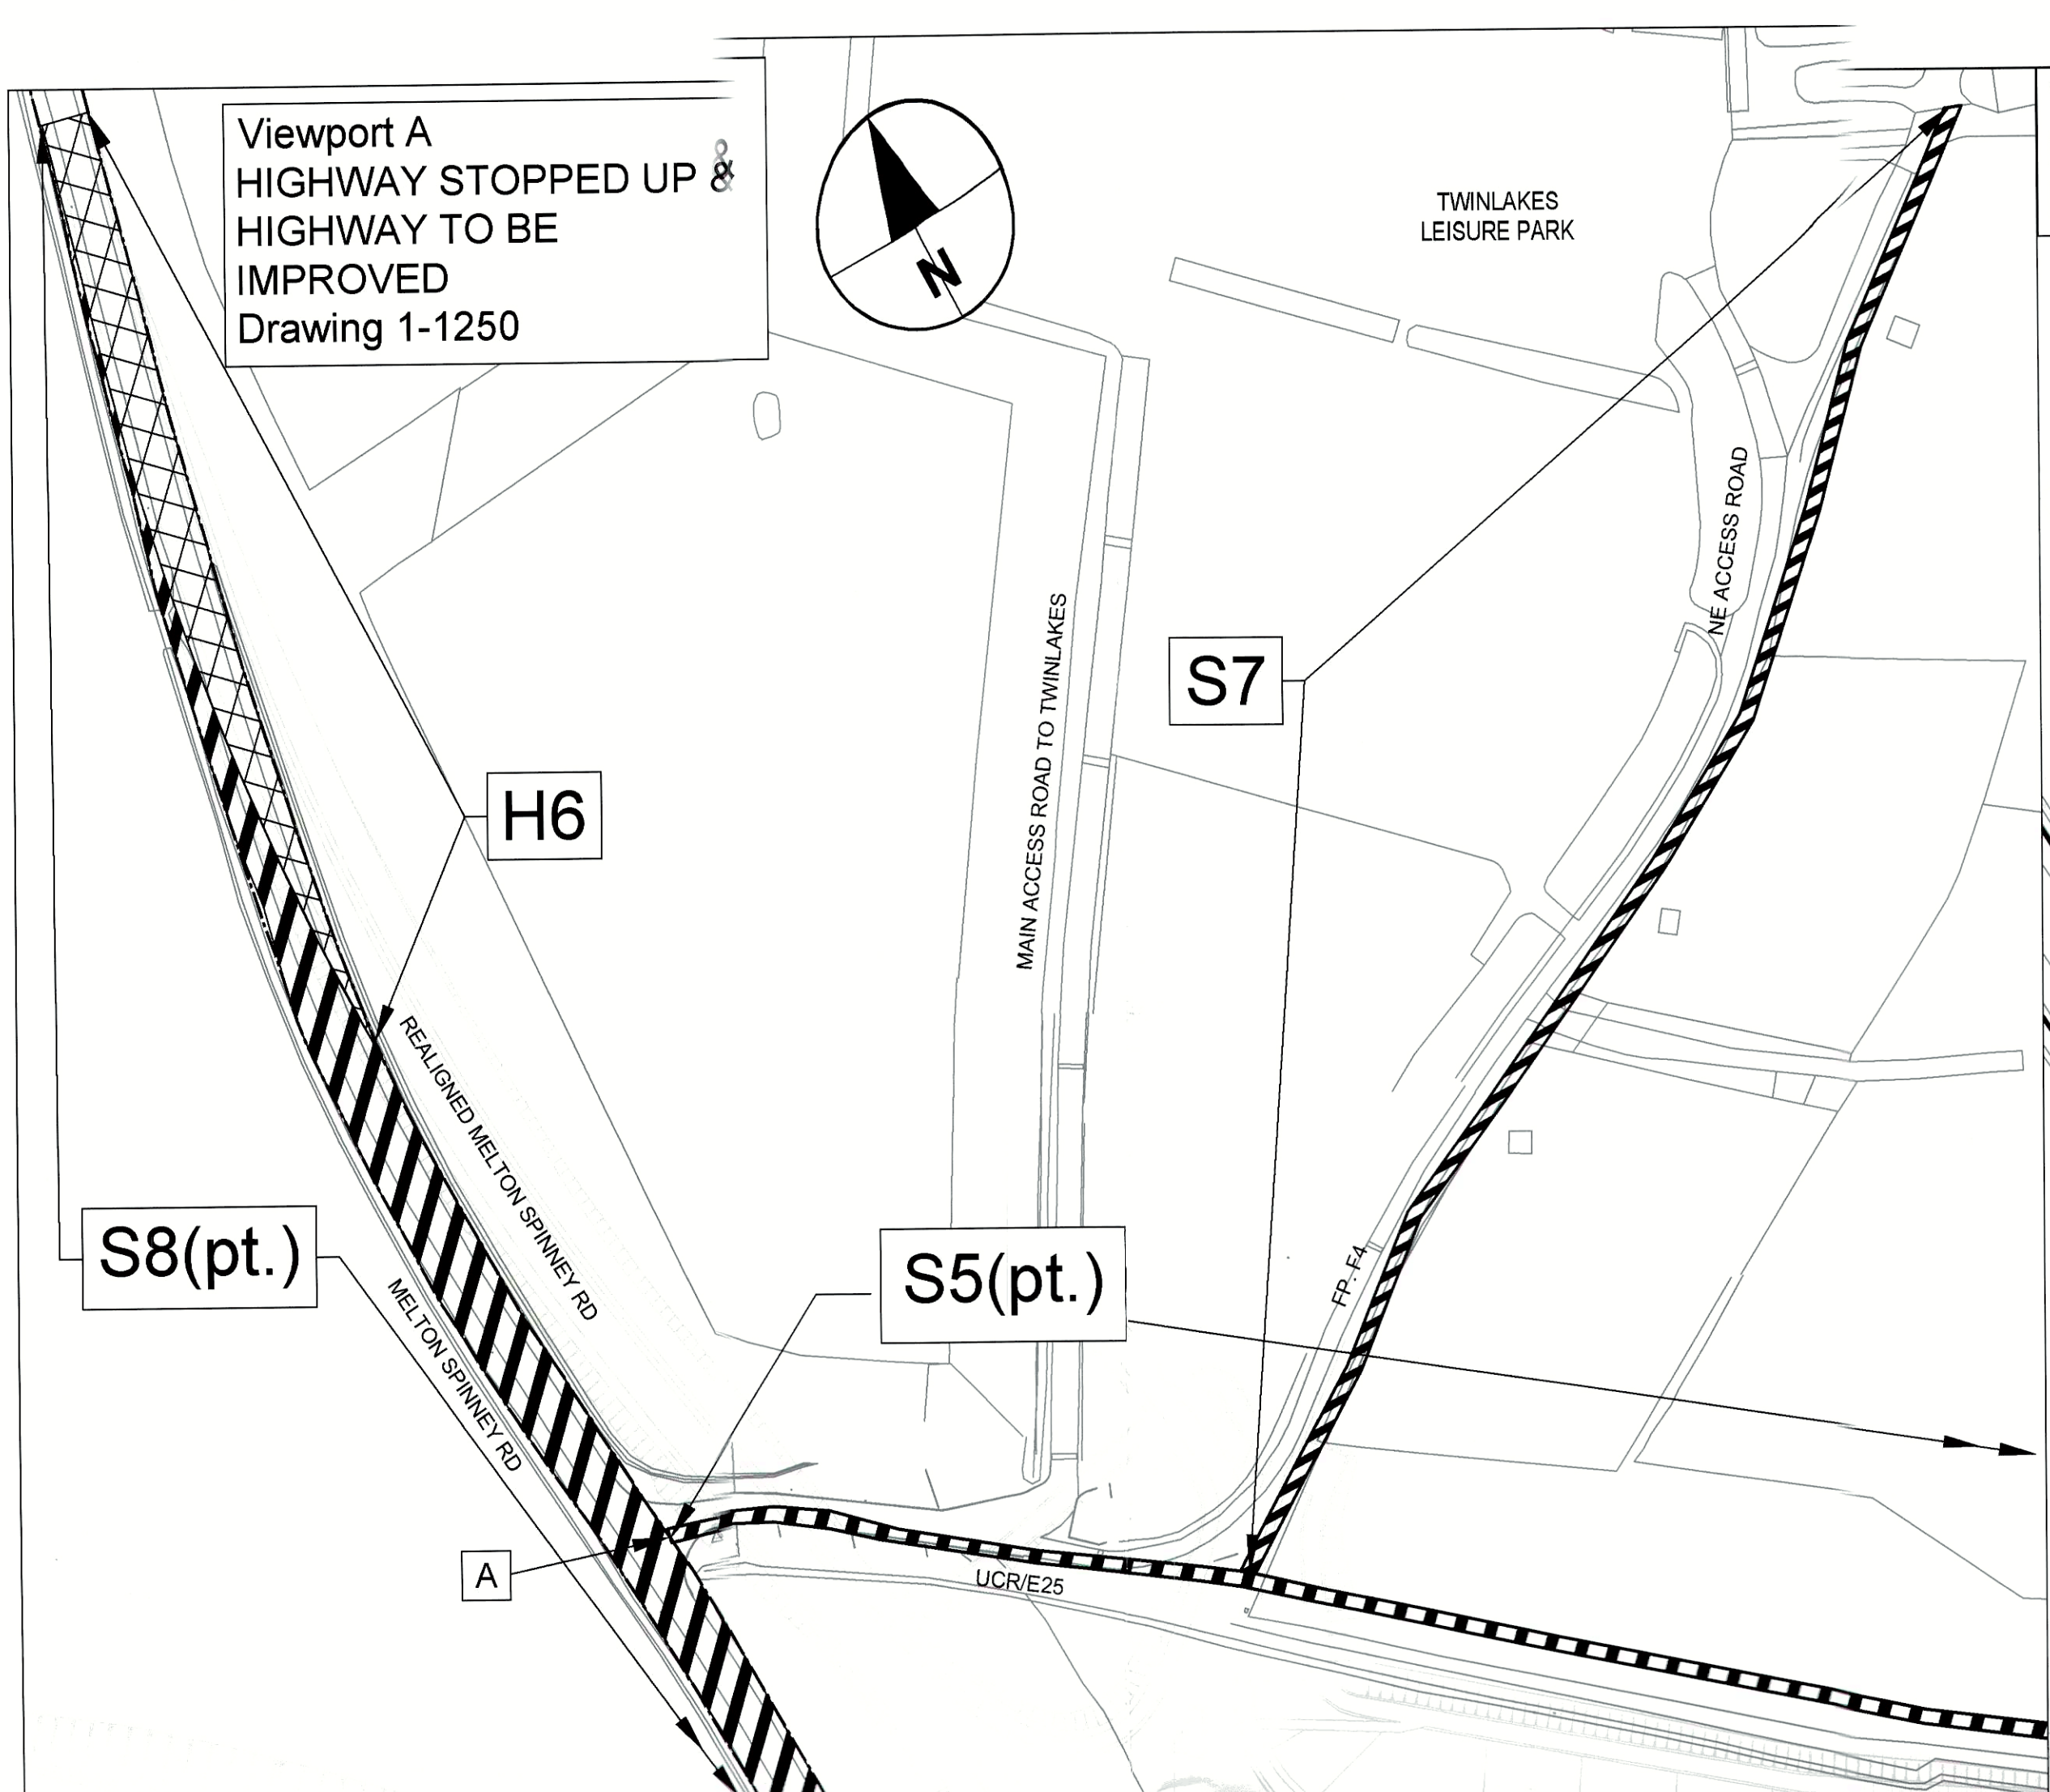 Viewport A
HIGHWAY STOPPED UP &
HIGHWAY TO BE
IMPROVED
Drawing 1-1250
N
TWINLAKES
LEISURE PARK
NE ACCESS ROAD
MAIN ACCESS ROAD TO TWINLAKES
S7
H6
REALIGNED MELTON SPINNEY RD
S8(pt.)
S5(pt.)
FP. F4
MELTON SPINNEY RD
A
UCR/E25